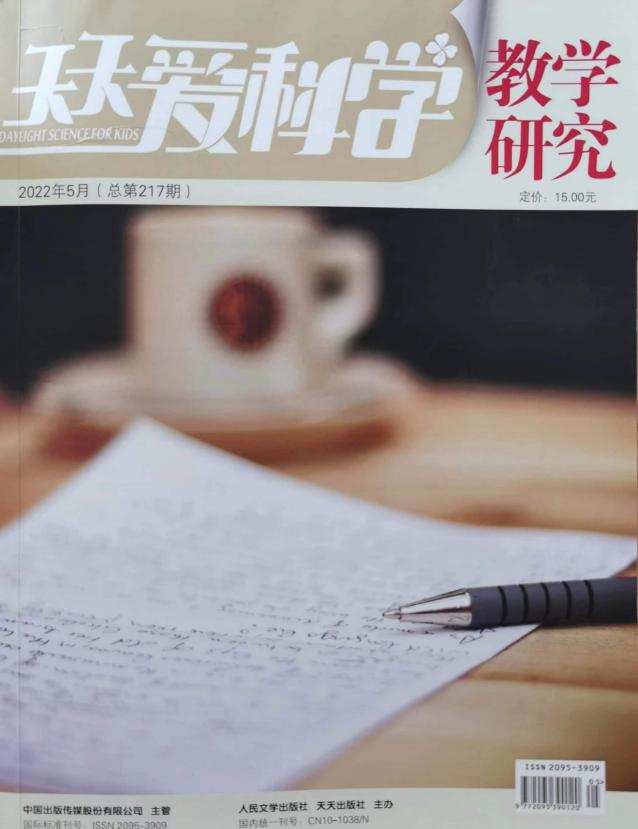 天天爱科学
DAYLIGHT SCIENCE FOR KIDS
教学
研究
2022年5月(总第217期)
定价:15.00元
ISSN 2095-3909
05>
9 772095 390120
中国出版传媒股份有限公司 主管
人民文学出版社 天天出版社 主办
国际标准刊号:ISSN 2095-3909
国内统一刊号:CN10-1038/N